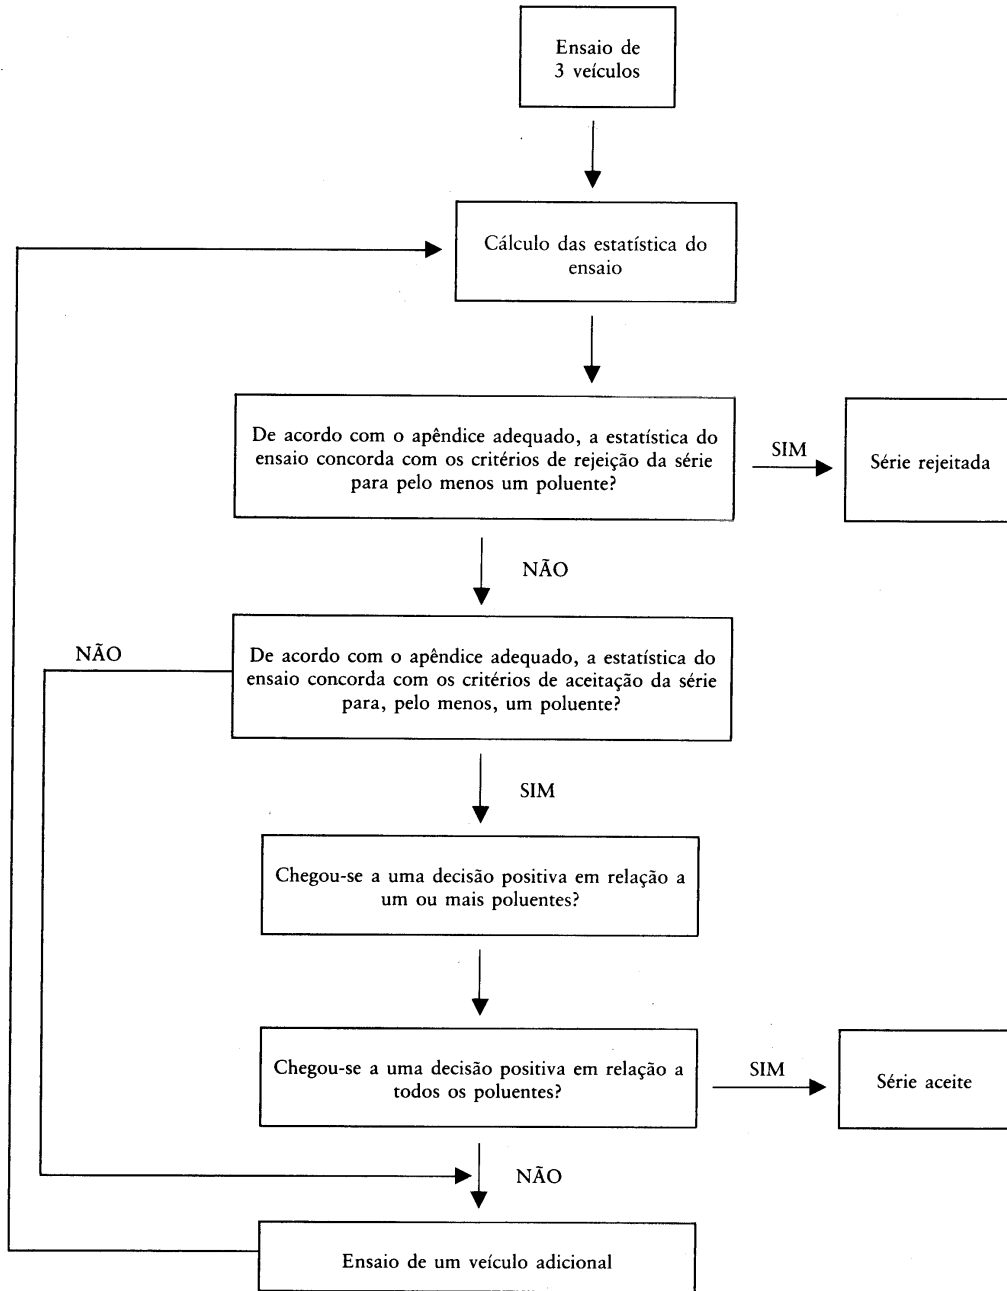 Ensaio de
3 veículos
Cálculo das estatística do
ensaio
De acordo com o apêndice adequado, a estatística do
ensaio concorda com os critérios de rejeição da série
para pelo menos um poluente?
SIM
Série rejeitada
NÃO
NÃO
De acordo com o apêndice adequado, a estatística do
ensaio concorda com os critérios de aceitação da série
para, pelo menos, um poluente?
SIM
Chegou-se a uma decisão positiva em relação a
um ou mais poluentes?
Chegou-se a uma decisão positiva em relação a
todos os poluentes?
SIM
Série aceite
NÃO
Ensaio de um veículo adicional